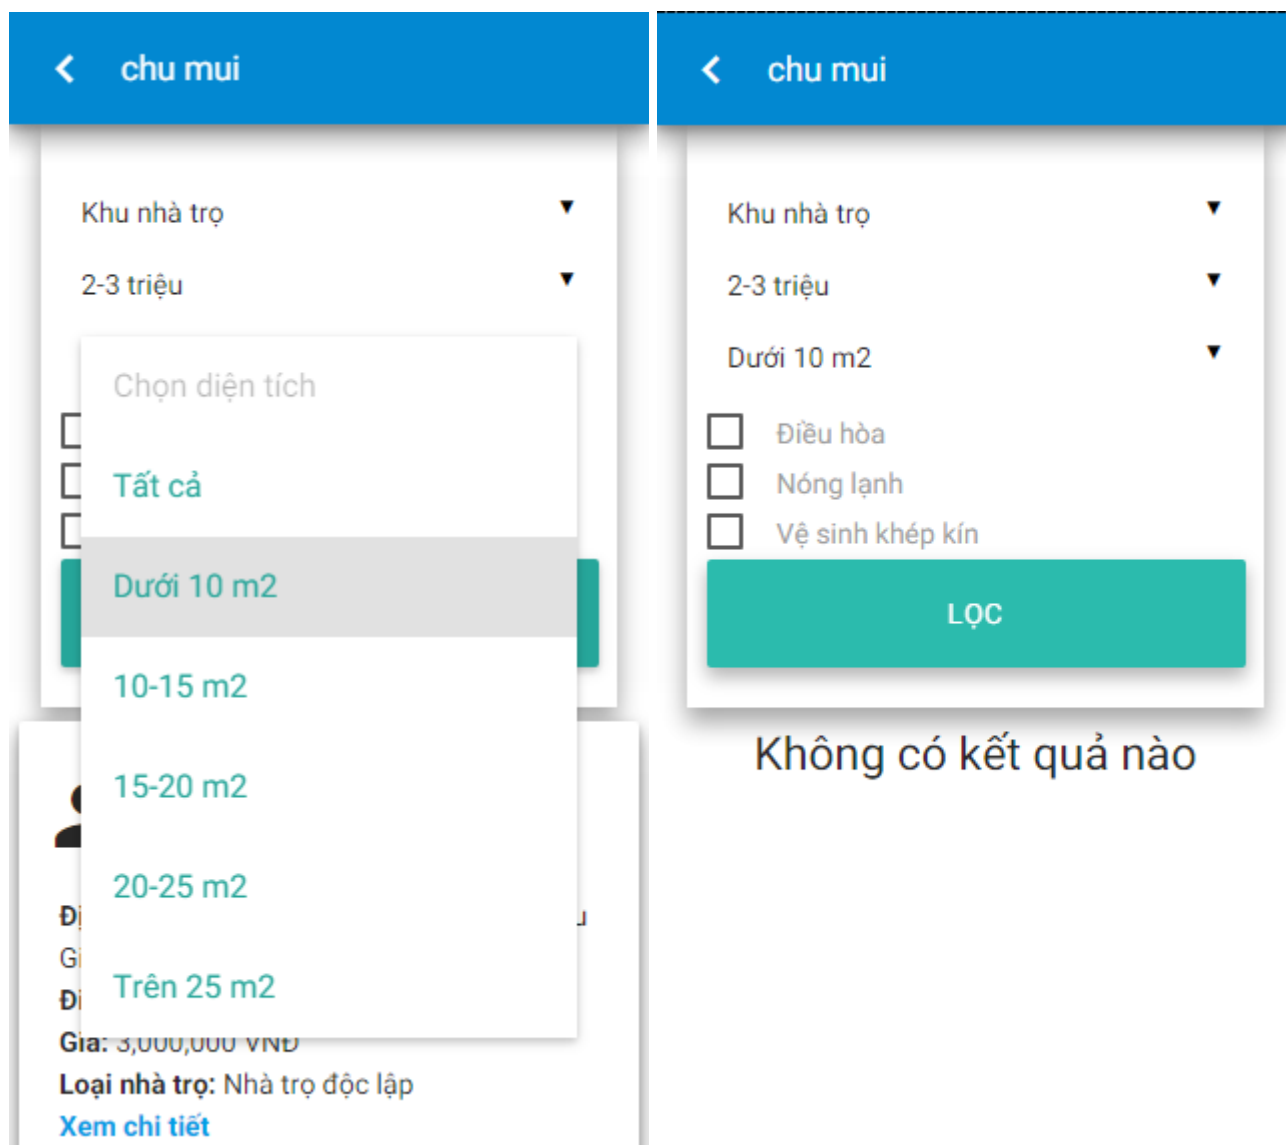 chu mui
Khu nhà trọ
2-3 triệu
Chọn diện tích
Tất cả
Dưới 10 m2
10-15 m2
15-20 m2
20-25 m2
Trên 25 m2
Giá: 3,000,000 VNĐ
Loại nhà trọ: Nhà trọ độc lập
Xem chi tiết
chu mui
Khu nhà trọ
2-3 triệu
Dưới 10 m2
Điều hòa
Nóng lạnh
Vệ sinh khép kín
LỌC
Không có kết quả nào